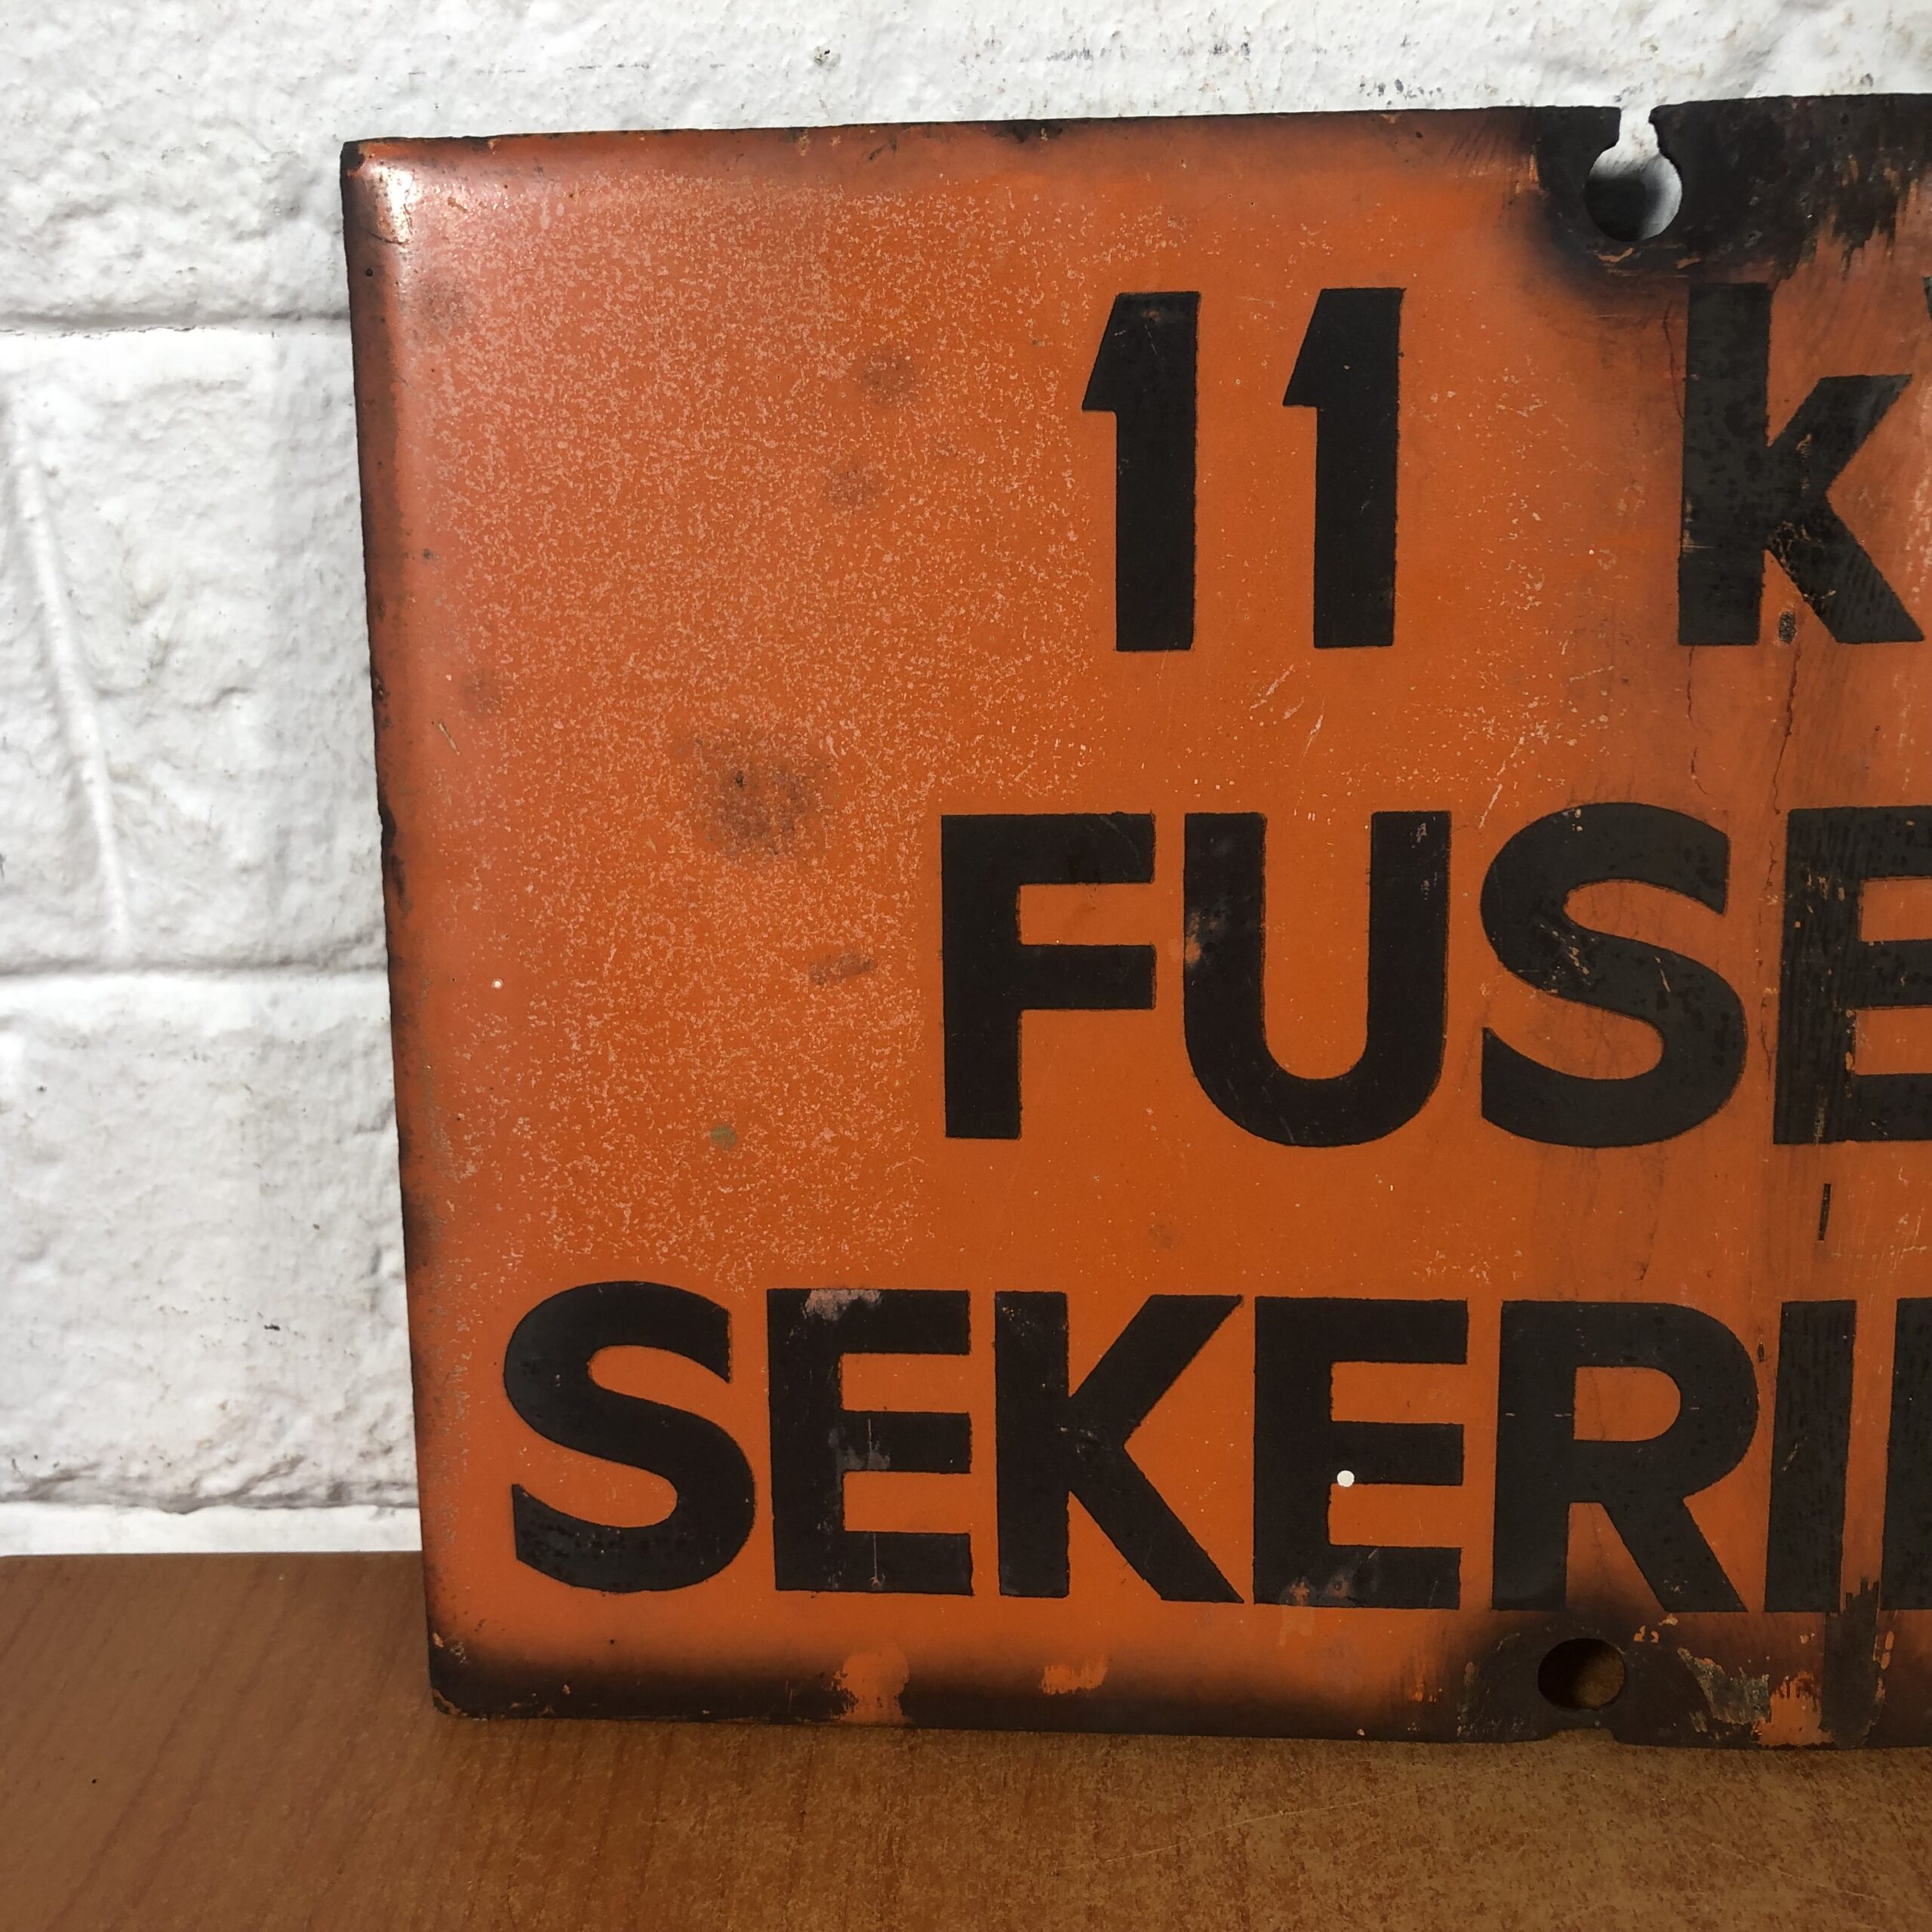 11 k
FUSE
SEKERI